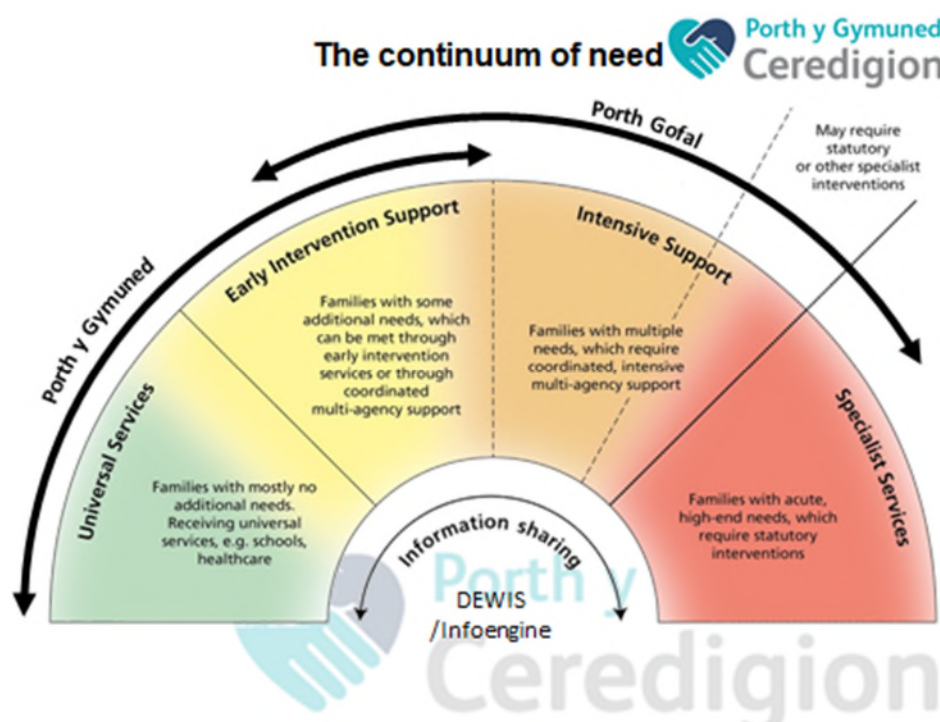 The continuum of need
Porth y Gymuned
Ceredigion
Porth Gofal
May require
statutory
or other specialist
interventions
Porth y Gymuned
Early Intervention Support
Intensive Support
Families with some
additional needs, which
can be met through
early intervention
services or through
coordinated
multi-agency support
Families with multiple
needs, which require
coordinated, intensive
multi-agency support
Universal Services
Specialist Services
Families with mostly no
additional needs.
Receiving universal
services, e.g. schools,
healthcare
Families with acute,
high-end needs, which
require statutory
interventions
Information sharing
DEWIS
/Infoengine
Porth y
Ceredigion